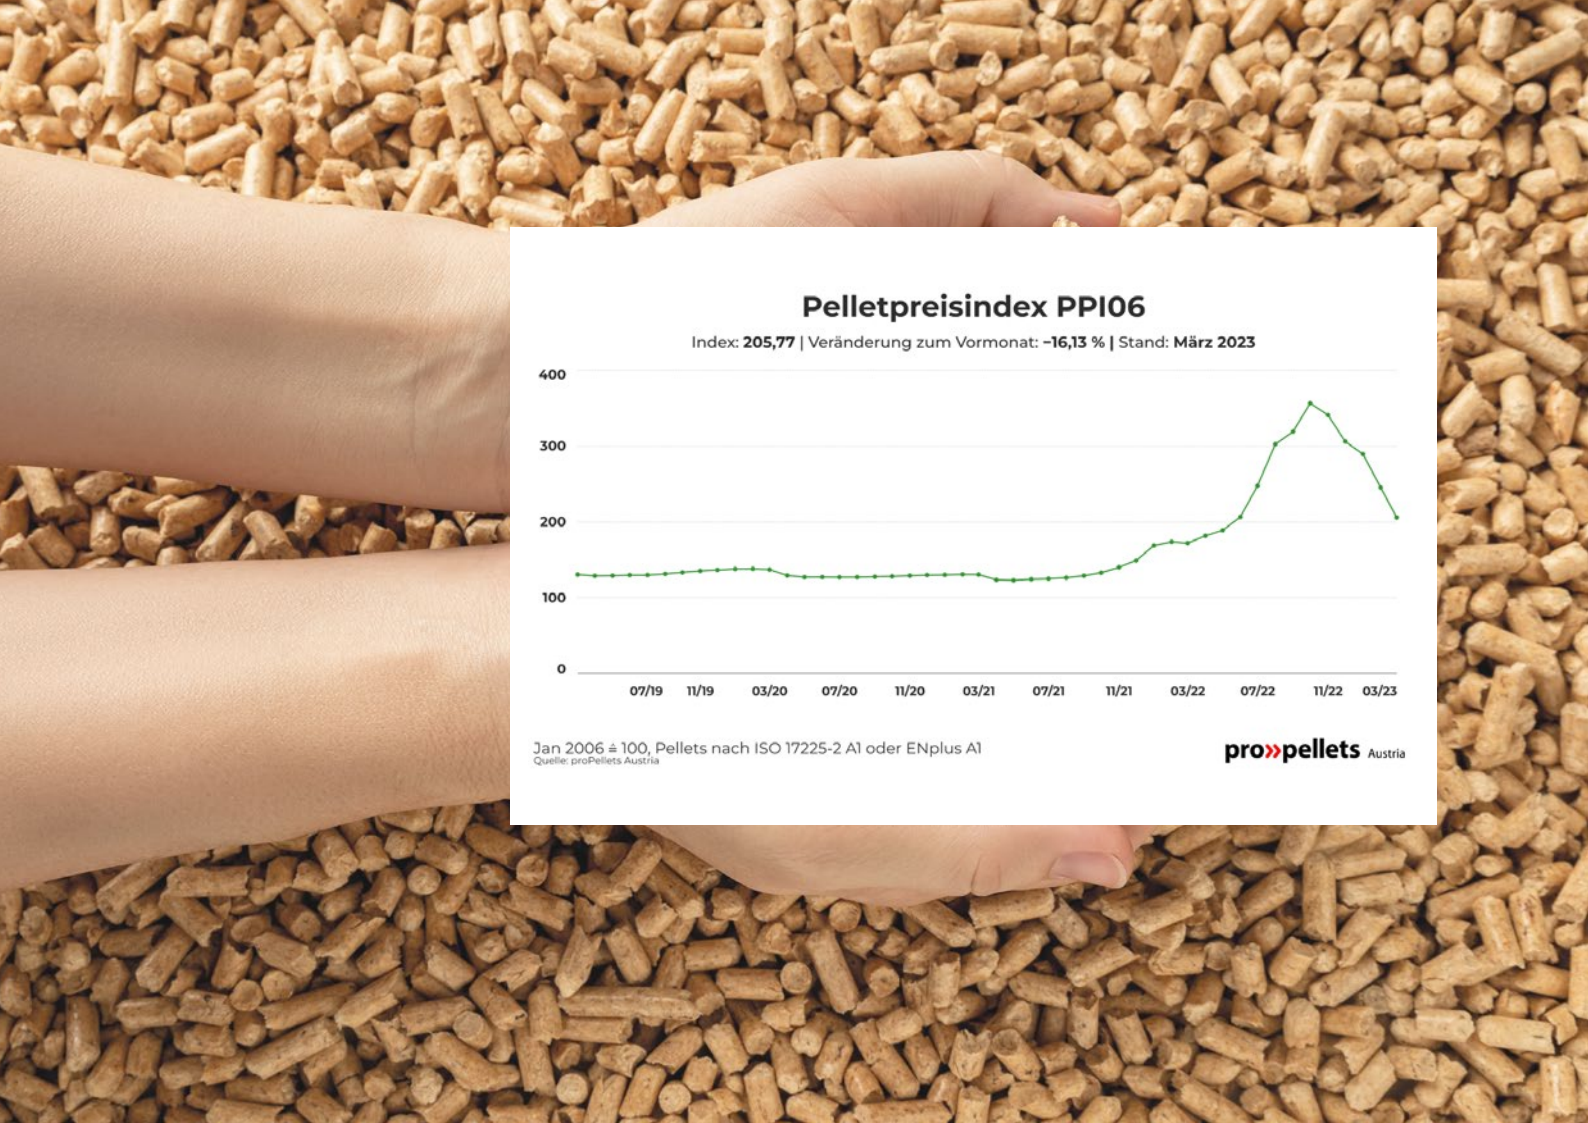 Pelletpreisindex PPI06
Index: 205,77 | Veränderung zum Vormonat: –16,13 % | Stand: März 2023
400
300
200
100
0
07/19 11/19 03/20 07/20 11/20 03/21 07/21 11/21 03/22 07/22 11/22 03/23
Jan 2006 ≙ 100, Pellets nach ISO 17225-2 A1 oder ENplus A1
Quelle: proPellets Austria
pro»pellets Austria